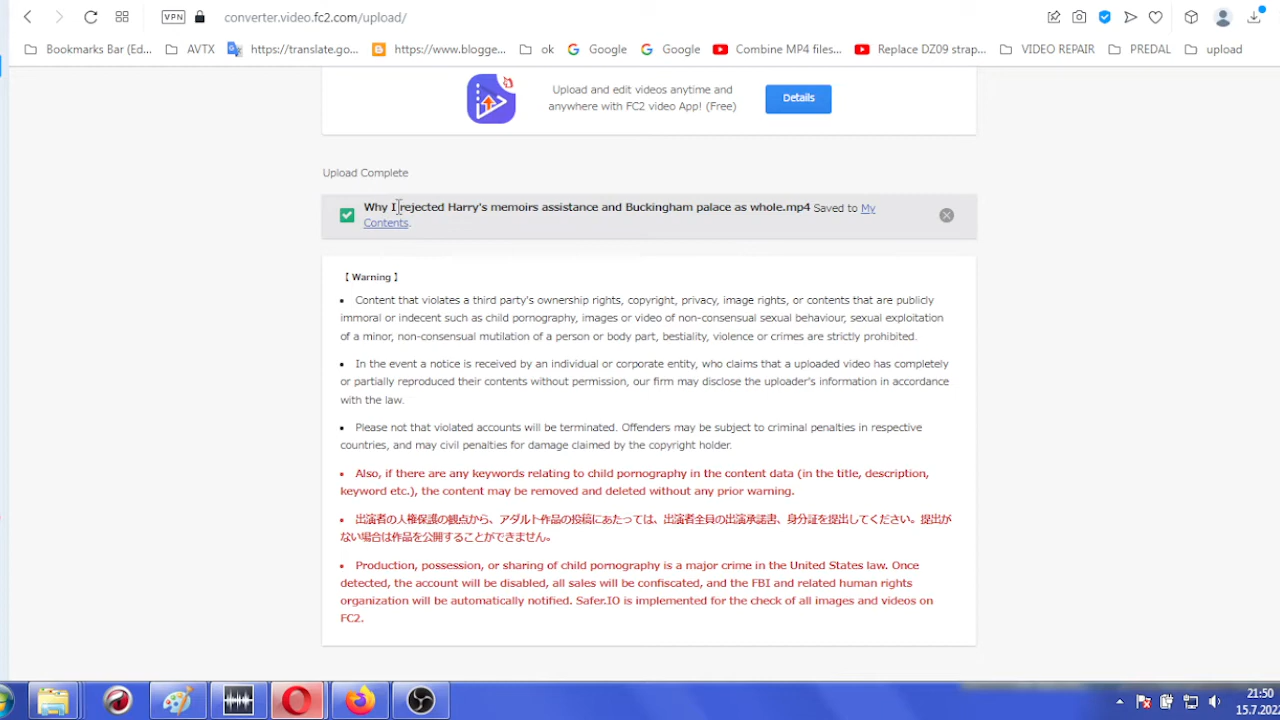 VPN converter.video.fc2.com/upload/
Bookmarks Bar (Ed... AVTX https://translate.go... https://www.blogge... ok Google Google Combine MP4 files... Replace DZ09 strap... VIDEO REPAIR PREDAL upload
Upload and edit videos anytime and
anywhere with FC2 video App! (Free)
Details
Upload Complete
Why I rejected Harry's memoirs assistance and Buckingham palace as whole.mp4 Saved to My
Contents.
【 Warning 】
• Content that violates a third party's ownership rights, copyright, privacy, image rights, or contents that are publicly
immoral or indecent such as child pornography, images or video of non-consensual sexual behaviour, sexual exploitation
of a minor, non-consensual mutilation of a person or body part, bestiality, violence or crimes are strictly prohibited.
• In the event a notice is received by an individual or corporate entity, who claims that a uploaded video has completely
or partially reproduced their contents without permission, our firm may disclose the uploader's information in accordance
with the law.
• Please not that violated accounts will be terminated. Offenders may be subject to criminal penalties in respective
countries, and may civil penalties for damage claimed by the copyright holder.
• Also, if there are any keywords relating to child pornography in the content data (in the title, description,
keyword etc.), the content may be removed and deleted without any prior warning.
• 出演者の人権保護の観点から、アダルト作品の投稿にあたっては、出演者全員の出演承諾書、身分証を提出してください。提出が
ない場合は作品を公開することができません。
• Production, possession, or sharing of child pornography is a major crime in the United States law. Once
detected, the account will be disabled, all sales will be confiscated, and the FBI and related human rights
organization will be automatically notified. Safer.IO is implemented for the check of all images and videos on
FC2.
21:50
15.7.202